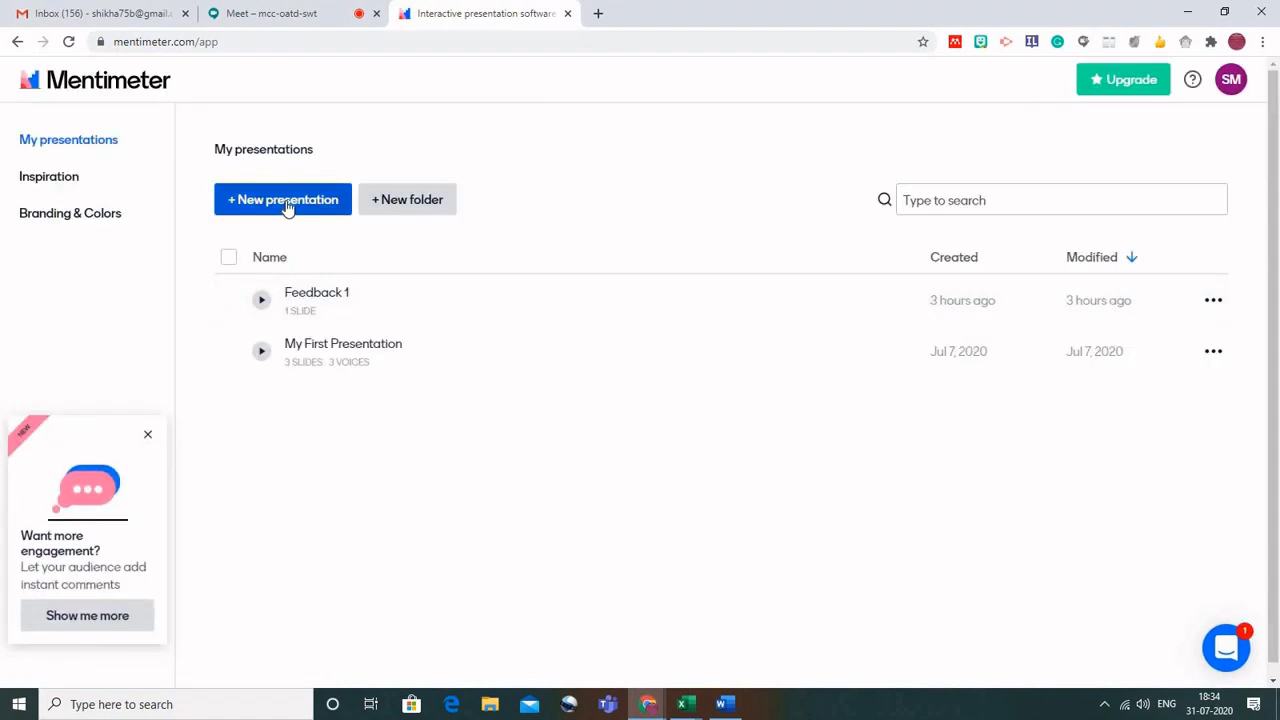 Inbox (156) - shikha75b@gmail.
Meet – mcc-oatd-swt
Interactive presentation software
mentimeter.com/app
Mentimeter
Upgrade
SM
My presentations
Inspiration
Branding & Colors
My presentations
+ New presentation
+ New folder
Type to search
Name
Created
Modified
Feedback 1
1 SLIDE
3 hours ago
3 hours ago
My First Presentation
3 SLIDES 3 VOICES
Jul 7, 2020
Jul 7, 2020
NEW
Want more
engagement?
Let your audience add
instant comments
Show me more
1
Type here to search
ENG
18:34
31-07-2020